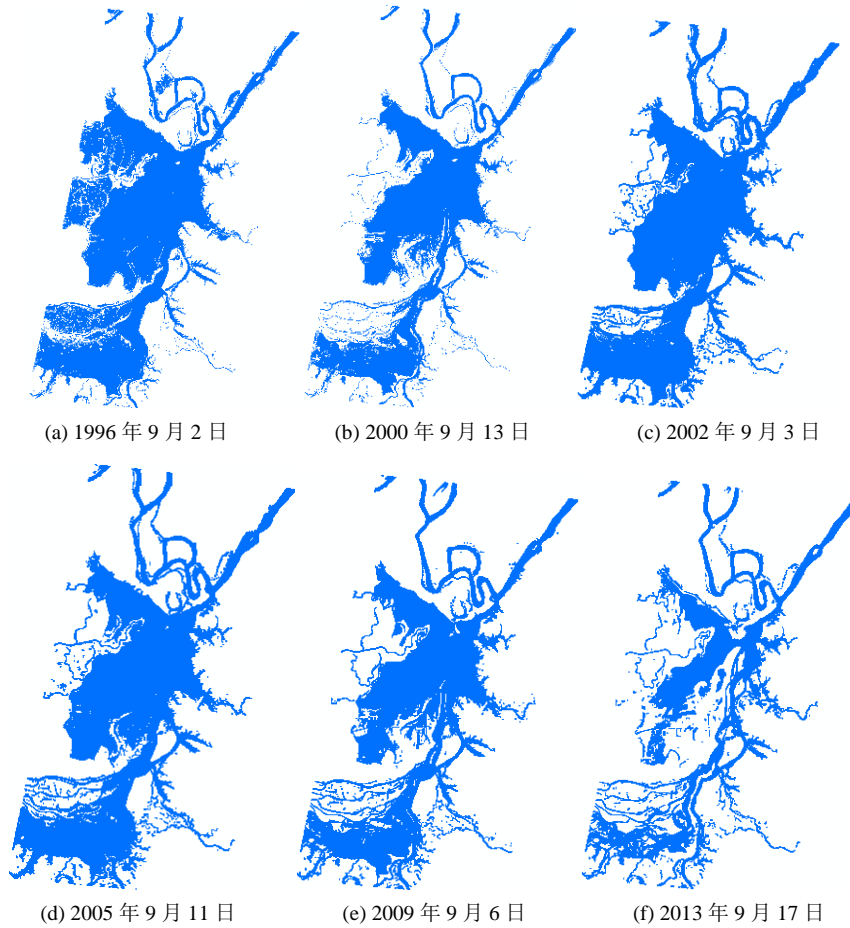 (a) 1996 年 9 月 2 日
(b) 2000 年 9 月 13 日
(c) 2002 年 9 月 3 日
(d) 2005 年 9 月 11 日
(e) 2009 年 9 月 6 日
(f) 2013 年 9 月 17 日